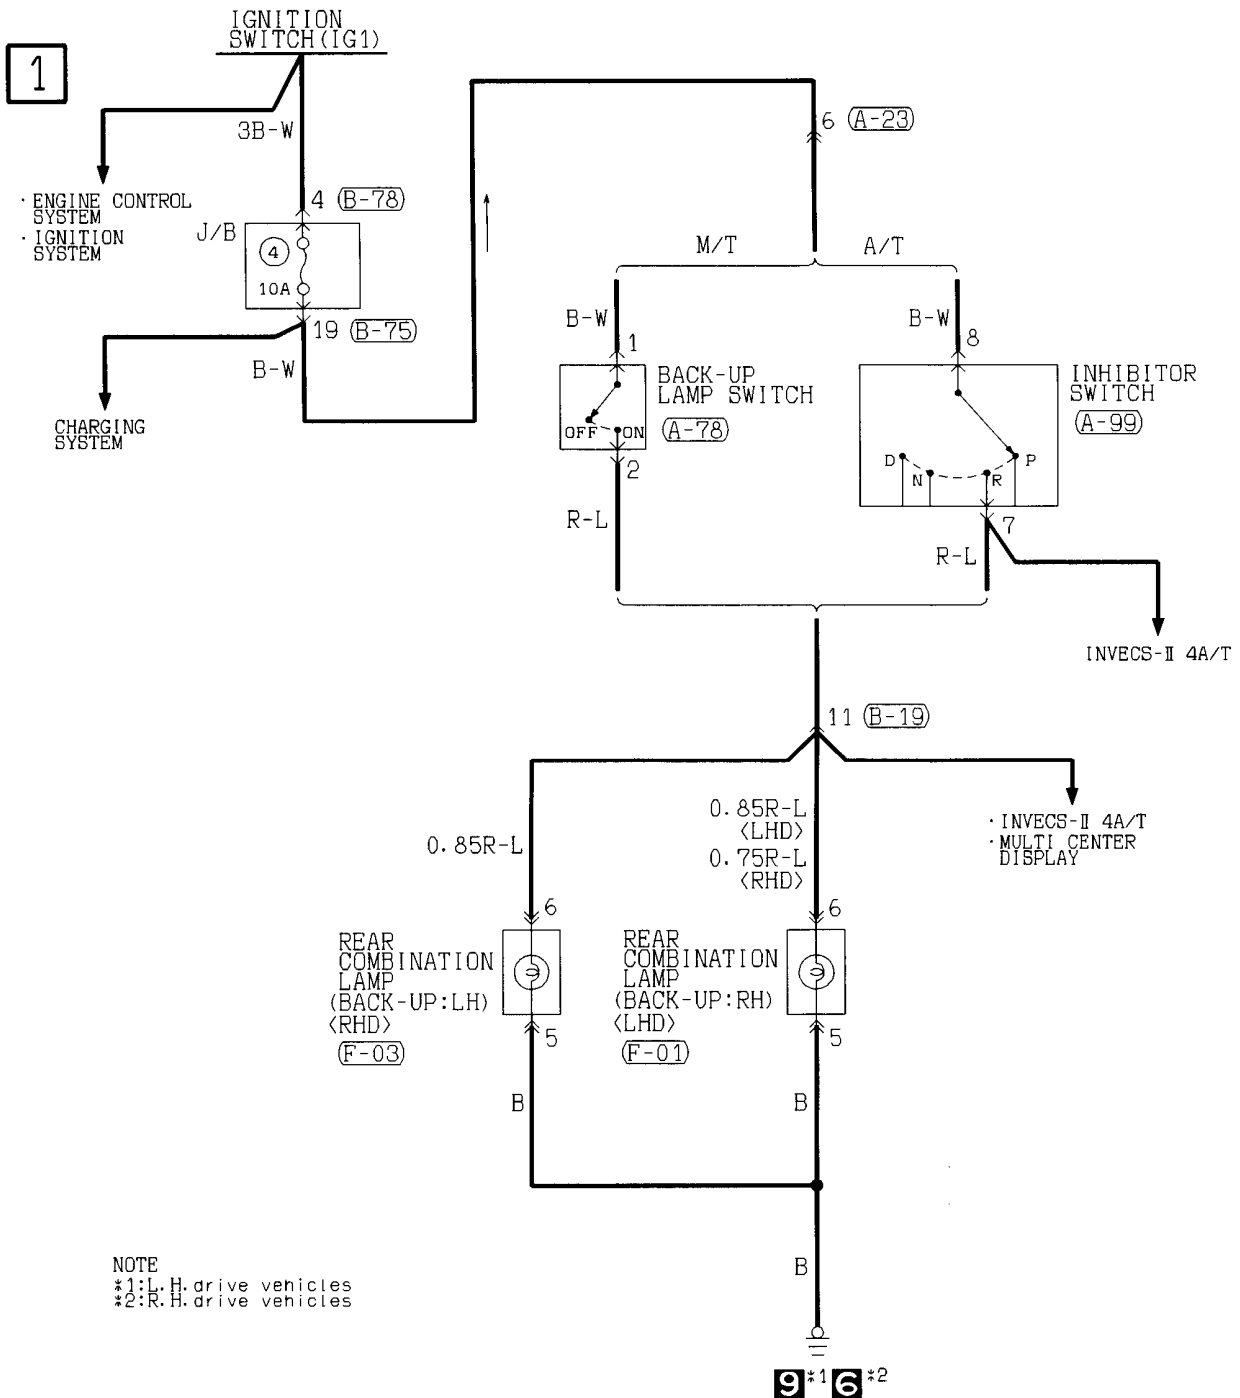 IGNITION
SWITCH(IG1)
1
3B-W
6 (A-23)
· ENGINE CONTROL
SYSTEM
· IGNITION
SYSTEM
4 (B-78)
J/B
4
10A
M/T
A/T
19 (B-75)
B-W
CHARGING
SYSTEM
B-W
1
BACK-UP
LAMP SWITCH
(A-78)
OFF
ON
2
R-L
B-W
8
INHIBITOR
SWITCH
(A-99)
D
N
R
P
7
R-L
INVECS-Ⅱ 4A/T
11 (B-19)
0.85R-L
0.85R-L
<LHD>
0.75R-L
<RHD>
· INVECS-Ⅱ 4A/T
· MULTI CENTER
DISPLAY
6
REAR
COMBINATION
LAMP
(BACK-UP:LH)
<RHD>
(F-03)
5
B
6
REAR
COMBINATION
LAMP
(BACK-UP:RH)
<LHD>
(F-01)
5
B
B
NOTE
*1:L.H.drive vehicles
*2:R.H.drive vehicles
9 *1 6 *2